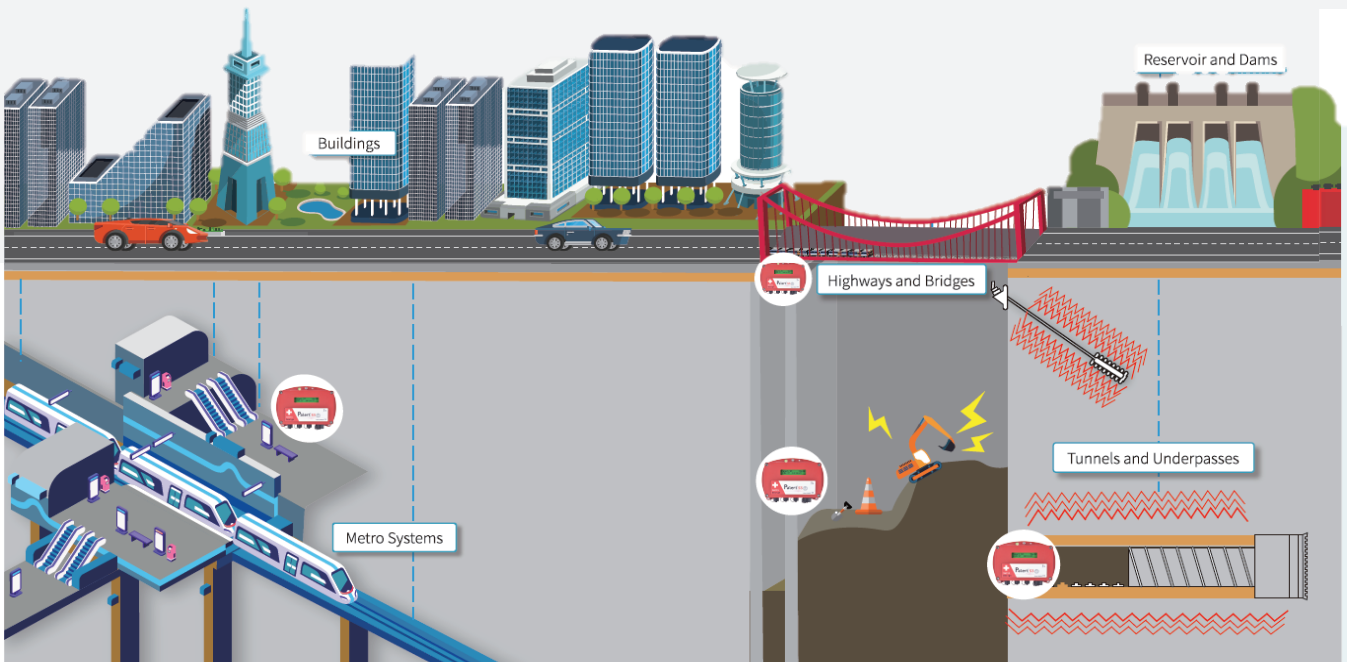 Reservoir and Dams
Buildings
Highways and Bridges
Tunnels and Underpasses
Metro Systems